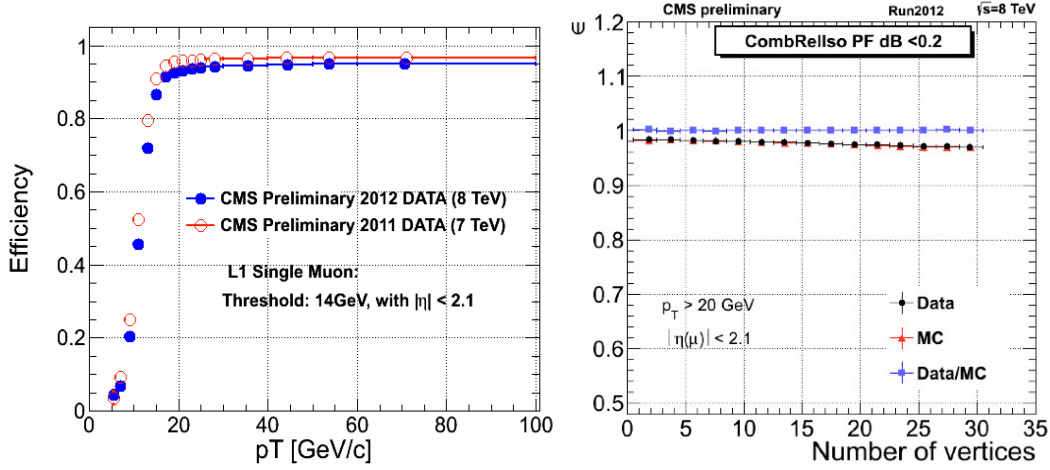 Efficiency
1
0.8
0.6
0.4
0.2
0
0
20
40
60
80
100
pT [GeV/c]
CMS Preliminary 2012 DATA (8 TeV)
CMS Preliminary 2011 DATA (7 TeV)
L1 Single Muon:
Threshold: 14GeV, with |η| < 2.1
CMS preliminary Run2012 √s=8 TeV
ε
1.2
1.1
1
0.9
0.8
0.7
0.6
0.5
CombRelIso PF dB <0.2
p_T > 20 GeV
| η(μ)| < 2.1
Data
MC
Data/MC
0
5
10
15
20
25
30
35
Number of vertices